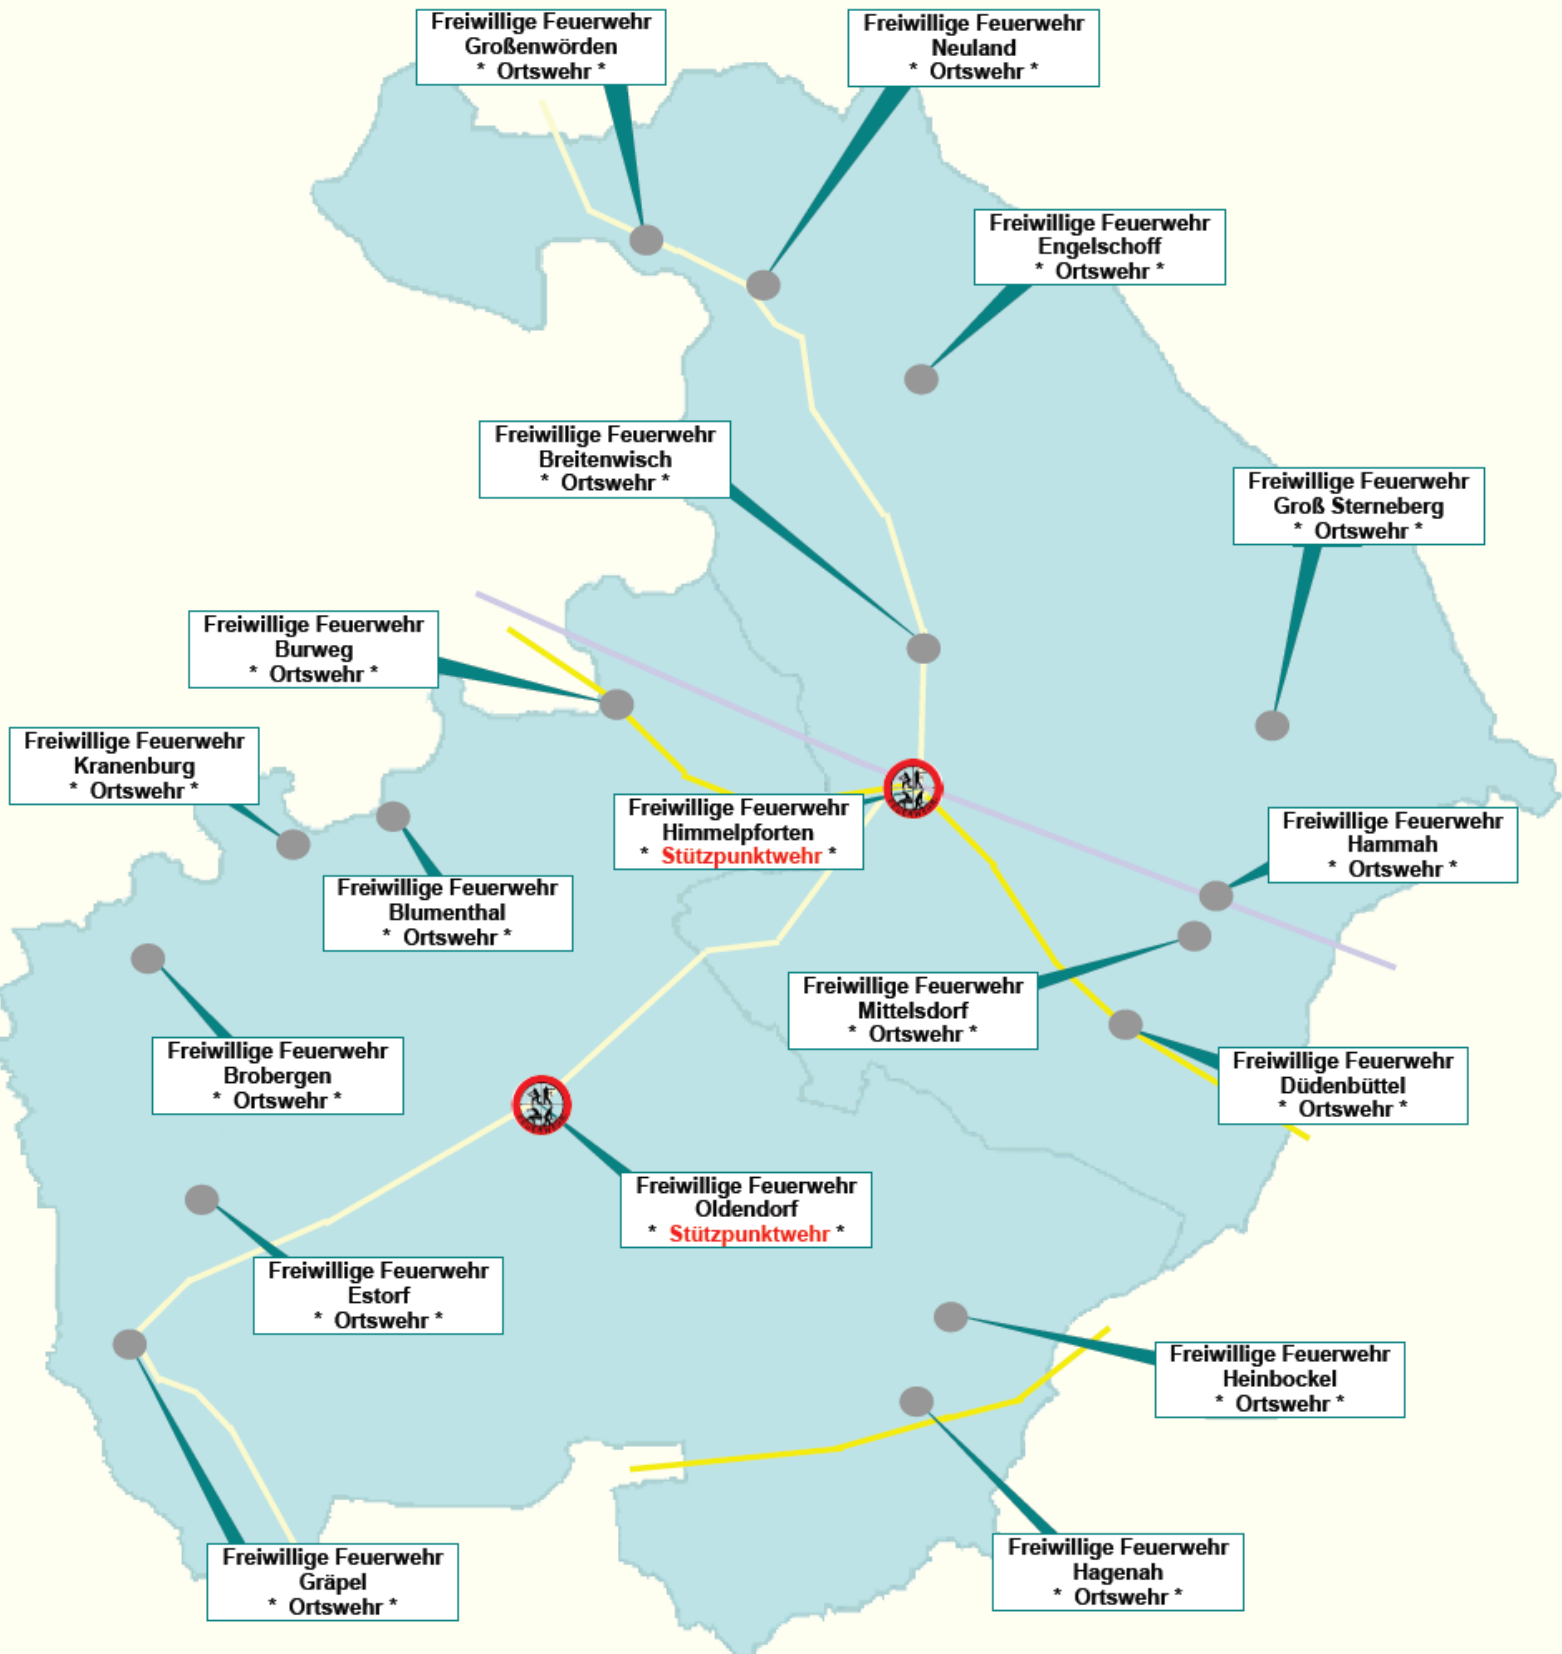 Freiwillige Feuerwehr
Großenwörden
* Ortswehr *
Freiwillige Feuerwehr
Neuland
* Ortswehr *
Freiwillige Feuerwehr
Engelschoff
* Ortswehr *
Freiwillige Feuerwehr
Breitenwisch
* Ortswehr *
Freiwillige Feuerwehr
Groß Sterneberg
* Ortswehr *
Freiwillige Feuerwehr
Burweg
* Ortswehr *
Freiwillige Feuerwehr
Kranenburg
* Ortswehr *
Freiwillige Feuerwehr
Himmelpforten
* Stützpunktwehr *
Freiwillige Feuerwehr
Hammah
* Ortswehr *
Freiwillige Feuerwehr
Blumenthal
* Ortswehr *
Freiwillige Feuerwehr
Mittelsdorf
* Ortswehr *
Freiwillige Feuerwehr
Brobergen
* Ortswehr *
Freiwillige Feuerwehr
Düdenbüttel
* Ortswehr *
Freiwillige Feuerwehr
Oldendorf
* Stützpunktwehr *
Freiwillige Feuerwehr
Estorf
* Ortswehr *
Freiwillige Feuerwehr
Heinbockel
* Ortswehr *
Freiwillige Feuerwehr
Hagenah
* Ortswehr *
Freiwillige Feuerwehr
Gräpel
* Ortswehr *